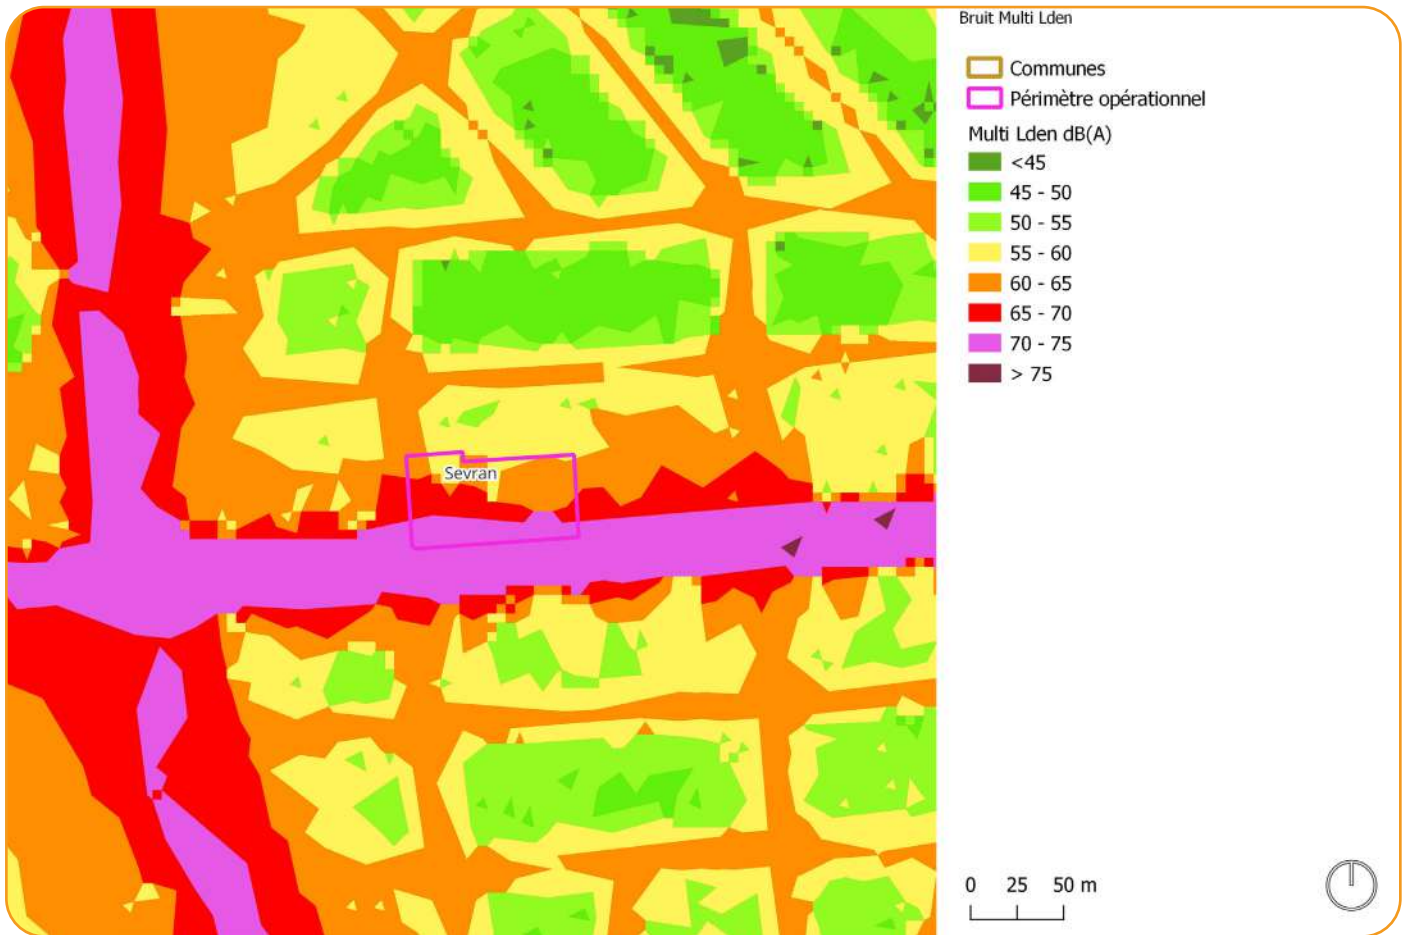 Bruit Multi Lden
Communes
Périmètre opérationnel
Multi Lden dB(A)
<45
45 - 50
50 - 55
55 - 60
60 - 65
65 - 70
70 - 75
> 75
Sevran
0 25 50 m